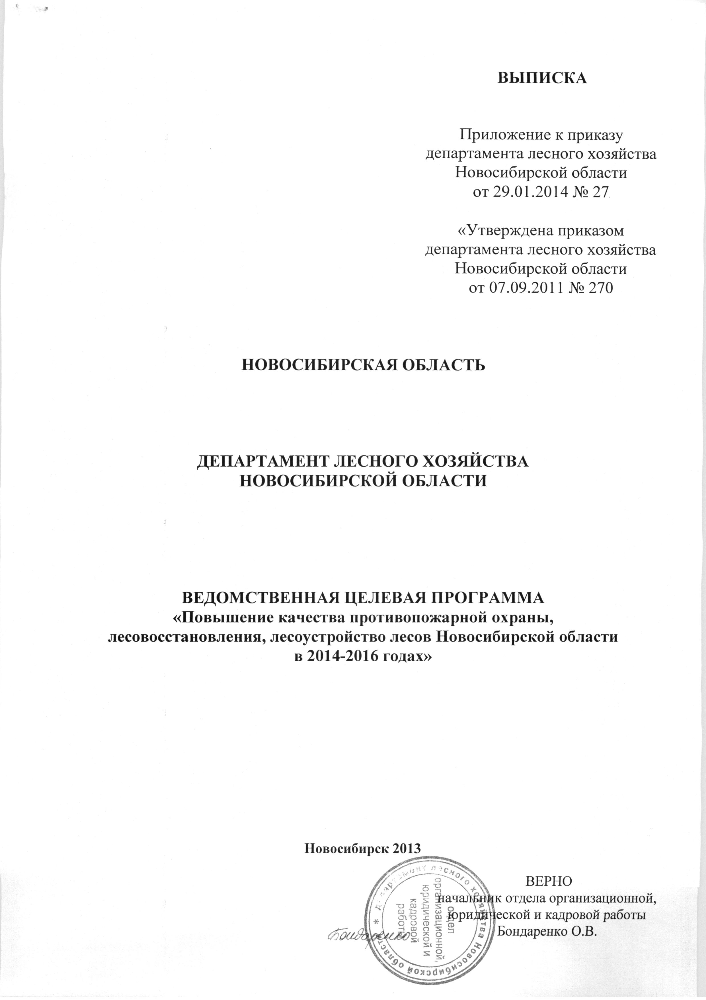 ВЫПИСКА
Приложение к приказу
департамента лесного хозяйства
Новосибирской области
от 29.01.2014 № 27
«Утверждена приказом
департамента лесного хозяйства
Новосибирской области
от 07.09.2011 № 270
НОВОСИБИРСКАЯ ОБЛАСТЬ
ДЕПАРТАМЕНТ ЛЕСНОГО ХОЗЯЙСТВА
НОВОСИБИРСКОЙ ОБЛАСТИ
ВЕДОМСТВЕННАЯ ЦЕЛЕВАЯ ПРОГРАММА
«Повышение качества противопожарной охраны,
лесовосстановления, лесоустройство лесов Новосибирской области
в 2014-2016 годах»
Новосибирск 2013
ВЕРНО
начальник отдела организационной,
юридической и кадровой работы
Бондаренко О.В.
Бондаренко
* Департамент лесного хозяйства Новосибирской области
отдел
организационной,
юридической и
кадровой
работы